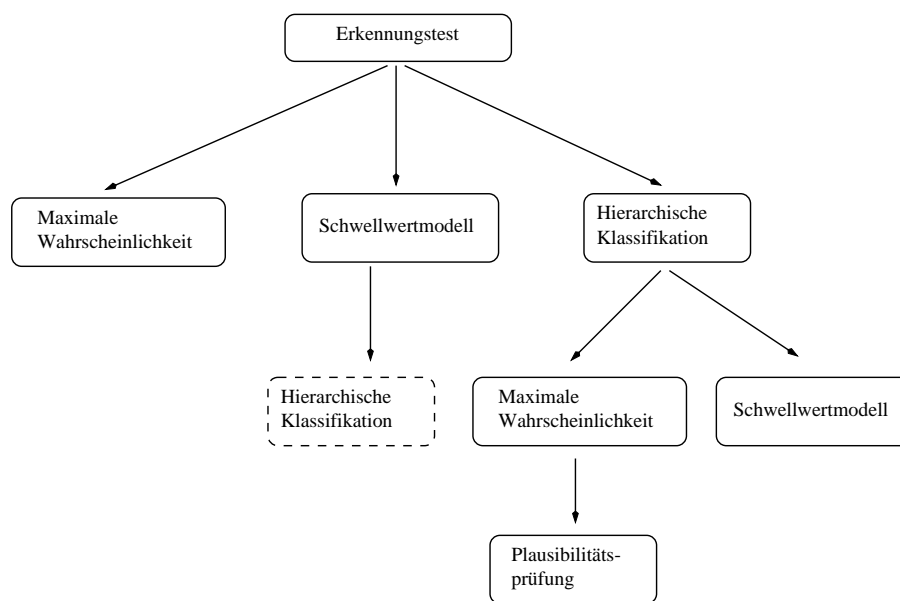 Erkennungstest
Maximale
Wahrscheinlichkeit
Schwellwertmodell
Hierarchische
Klassifikation
Hierarchische
Klassifikation
Maximale
Wahrscheinlichkeit
Schwellwertmodell
Plausibilitäts-
prüfung